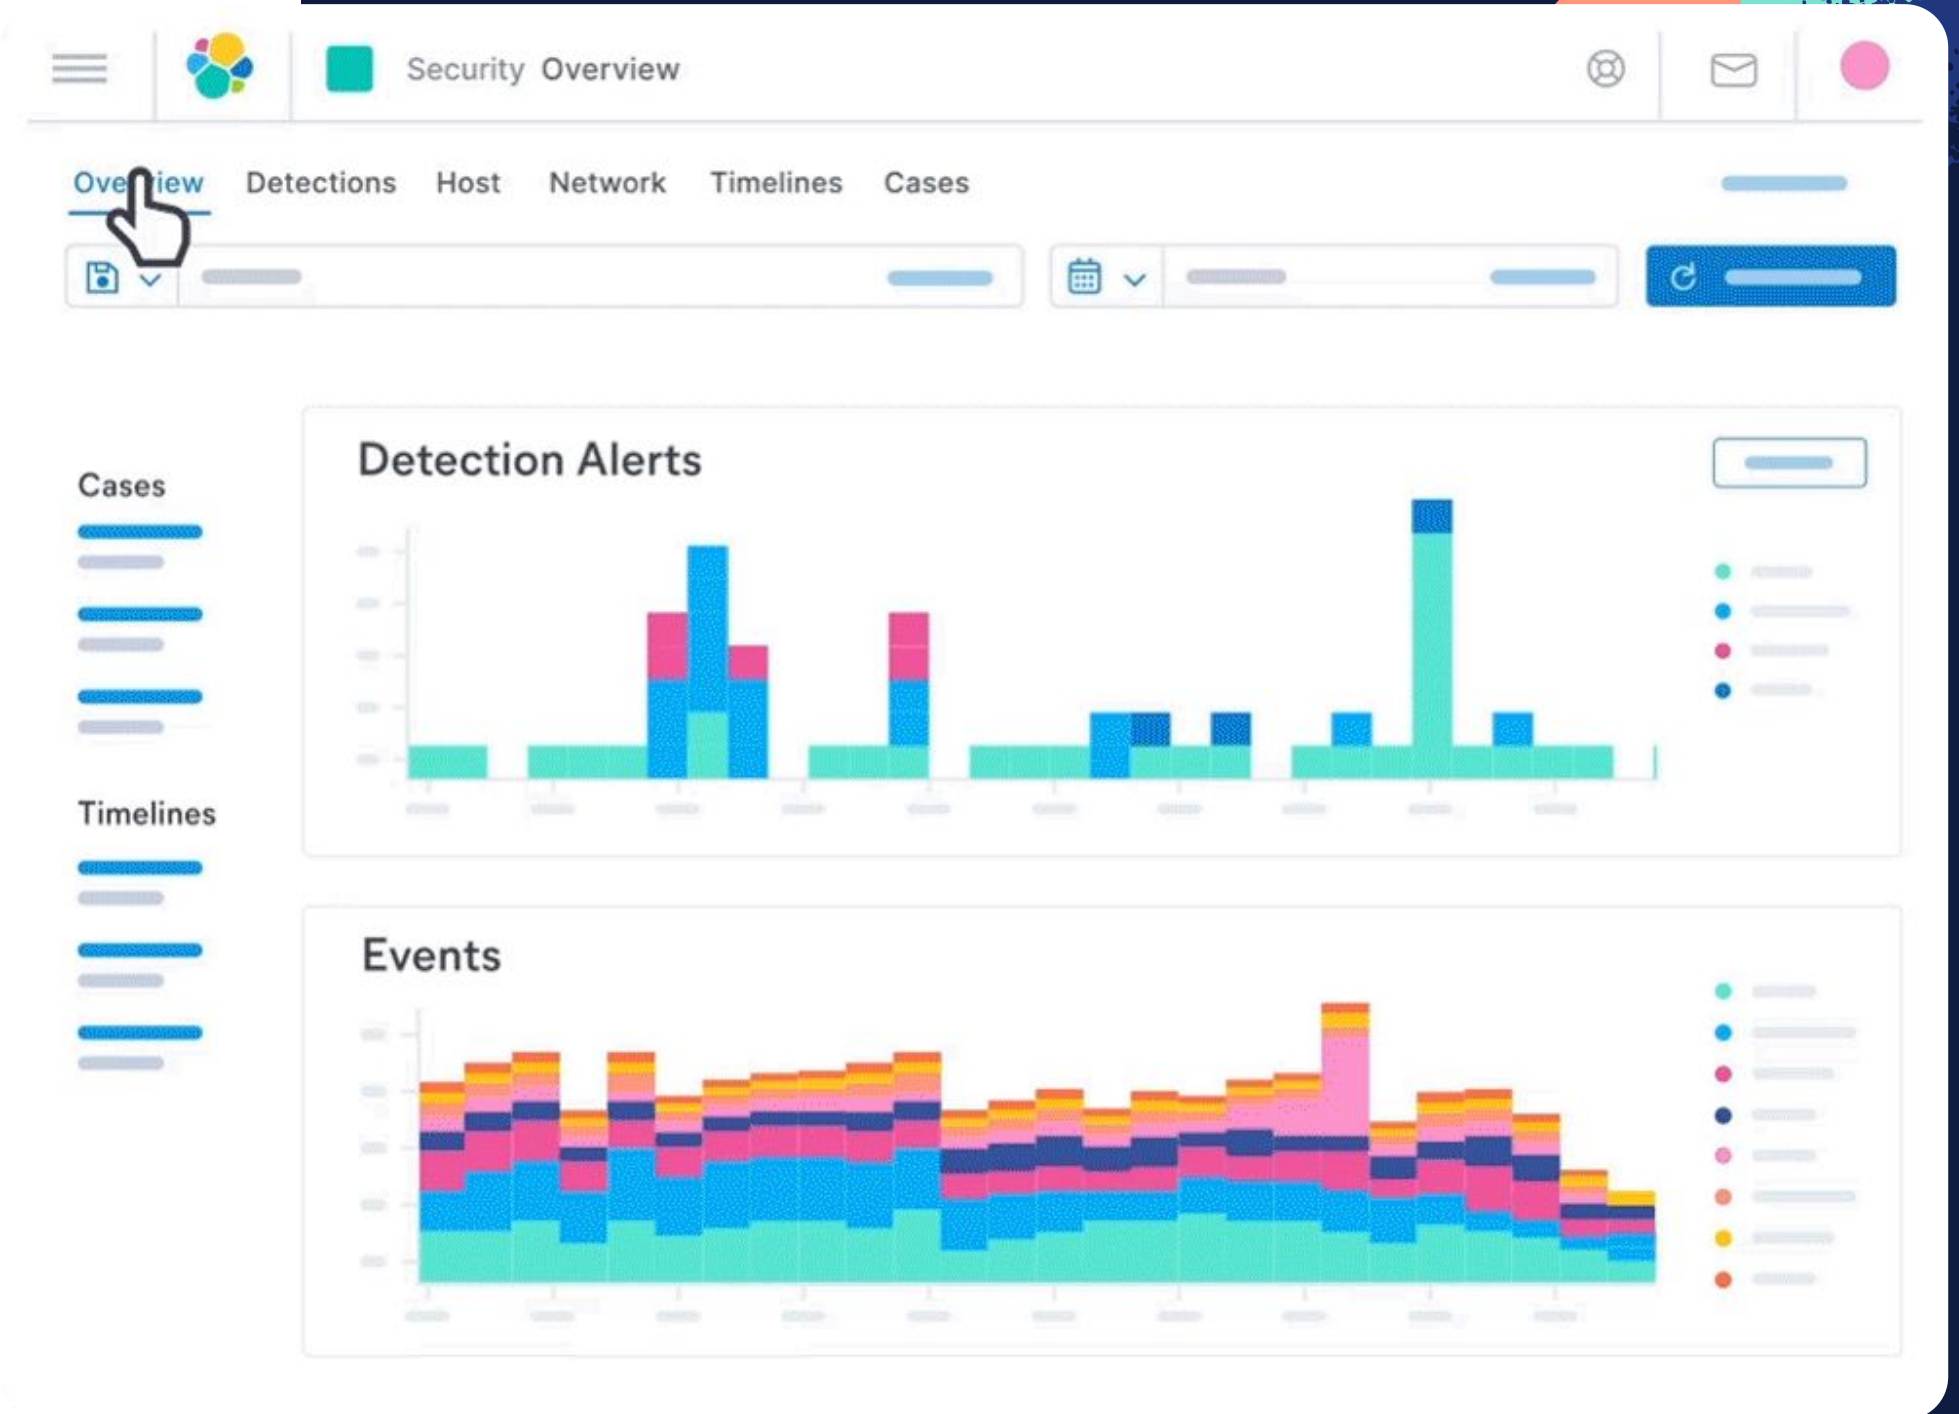 Security Overview
Overview Detections Host Network Timelines Cases
Cases
Detection Alerts
Timelines
Events